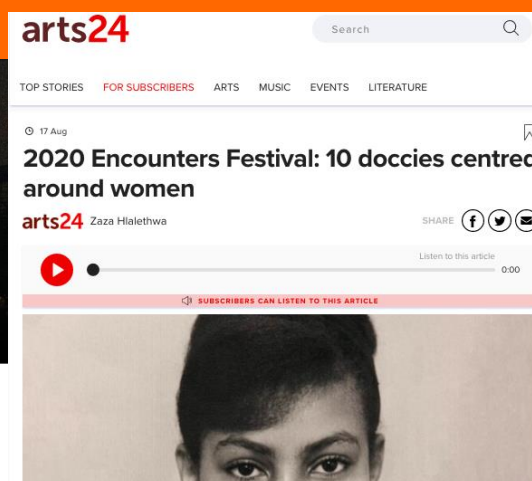 arts24
Search
TOP STORIES FOR SUBSCRIBERS ARTS MUSIC EVENTS LITERATURE
17 Aug
2020 Encounters Festival: 10 doccies centred
around women
arts24 Zaza Hlalethwa
SHARE
Listen to this article
0:00
SUBSCRIBERS CAN LISTEN TO THIS ARTICLE